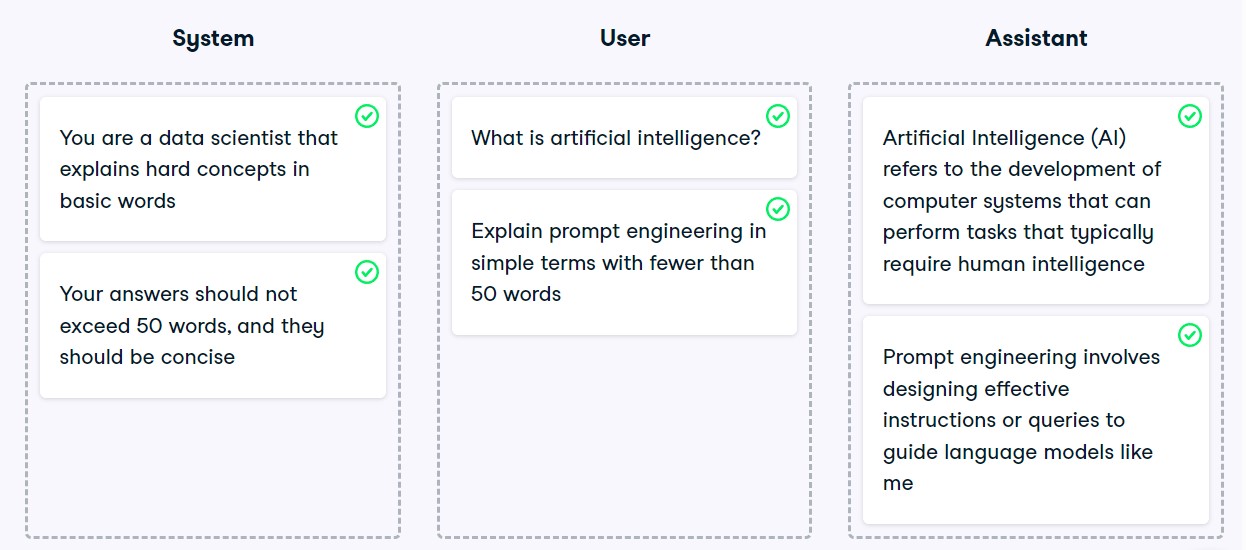 System
You are a data scientist that
explains hard concepts in
basic words
Your answers should not
exceed 50 words, and they
should be concise
User
What is artificial intelligence?
Explain prompt engineering in
simple terms with fewer than
50 words
Assistant
Artificial Intelligence (AI)
refers to the development of
computer systems that can
perform tasks that typically
require human intelligence
Prompt engineering involves
designing effective
instructions or queries to
guide language models like
me